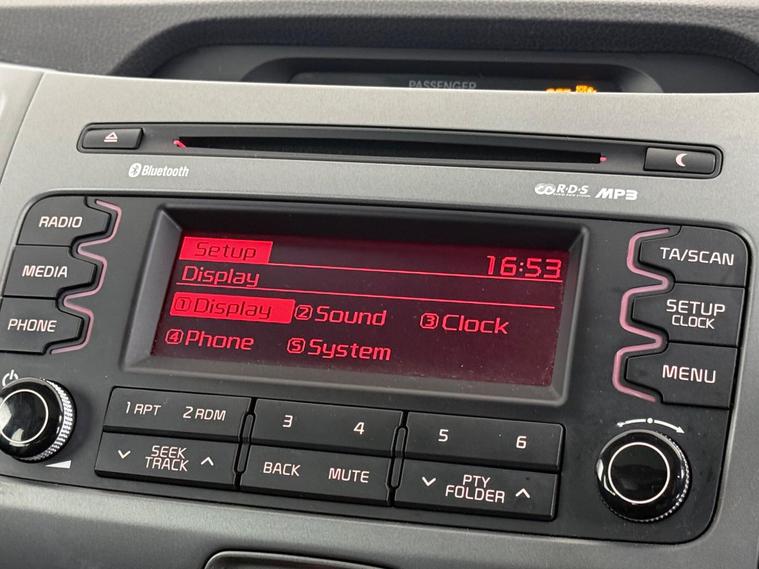 PASSENGER
Bluetooth
R·D·S MP3
RADIO
MEDIA
PHONE
Setup 16:53
Display
①Display ②Sound ③Clock
④Phone ⑤System
TA/SCAN
SETUP
CLOCK
MENU
1 RPT 2 RDM 3 4 5 6
SEEK
TRACK
BACK MUTE
PTY
FOLDER